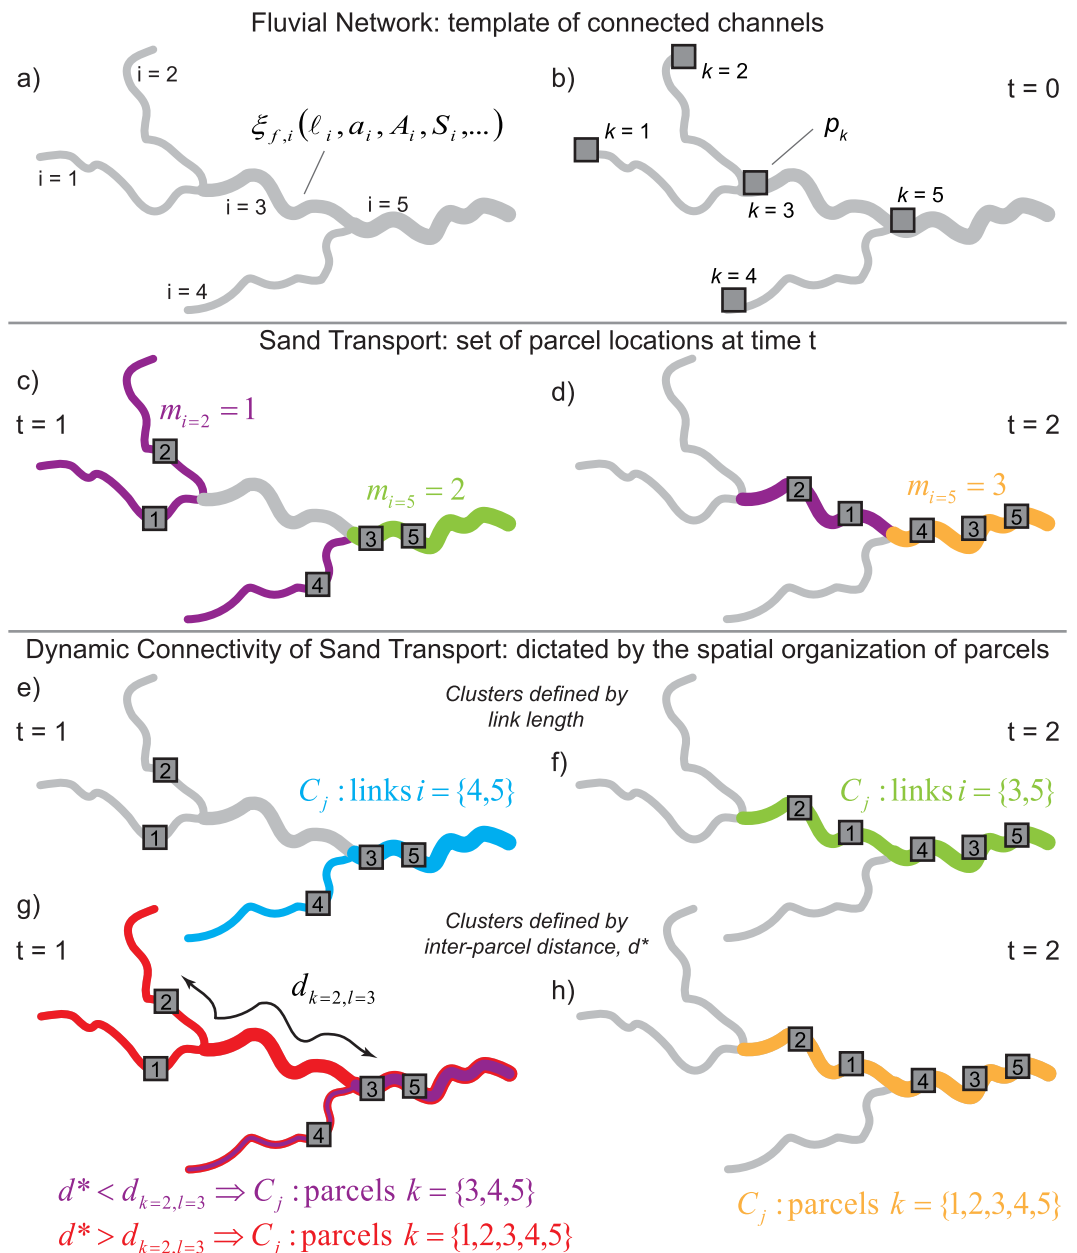 Fluvial Network: template of connected channels
a)
i = 2
ξ_{f,i}(ℓ_i, a_i, A_i, S_i,...)
i = 1
i = 3
i = 5
i = 4
b)
k = 2
t = 0
k = 1
p_k
k = 3
k = 5
k = 4
Sand Transport: set of parcel locations at time t
c)
t = 1
m_{i=2} = 1
2
1
m_{i=5} = 2
3
5
4
d)
t = 2
2
m_{i=5} = 3
1
4
3
5
Dynamic Connectivity of Sand Transport: dictated by the spatial organization of parcels
e)
t = 1
Clusters defined by
link length
2
1
C_j : links i = {4,5}
3
5
4
t = 2
f)
C_j : links i = {3,5}
2
1
4
3
5
g)
t = 1
Clusters defined by
inter-parcel distance, d*
d_{k=2,l=3}
2
1
3
5
4
d* < d_{k=2,l=3} ⇒ C_j : parcels k = {3,4,5}
d* > d_{k=2,l=3} ⇒ C_j : parcels k = {1,2,3,4,5}
t = 2
h)
2
1
4
3
5
C_j : parcels k = {1,2,3,4,5}